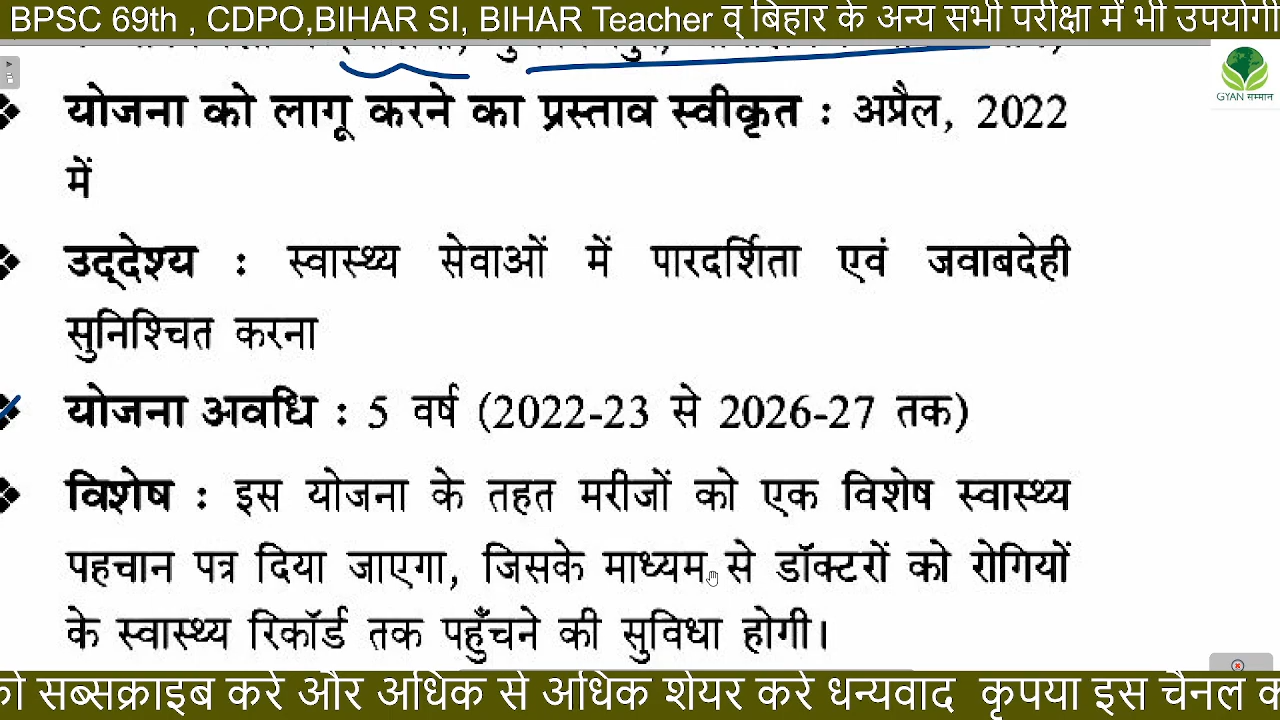 BPSC 69th , CDPO,BIHAR SI, BIHAR Teacher व् बिहार के अन्य सभी परीक्षा में भी उपयोगी
GYAN सम्मान
योजना को लागू करने का प्रस्ताव स्वीकृत : अप्रैल, 2022
में
उद्देश्य : स्वास्थ्य सेवाओं में पारदर्शिता एवं जवाबदेही
सुनिश्चित करना
योजना अवधि : 5 वर्ष (2022-23 से 2026-27 तक)
विशेष : इस योजना के तहत मरीजों को एक विशेष स्वास्थ्य
पहचान पत्र दिया जाएगा, जिसके माध्यम से डॉक्टरों को रोगियों
के स्वास्थ्य रिकॉर्ड तक पहुँचने की सुविधा होगी।
को सब्सक्राइब करे और अधिक से अधिक शेयर करे धन्यवाद कृपया इस चैनल क